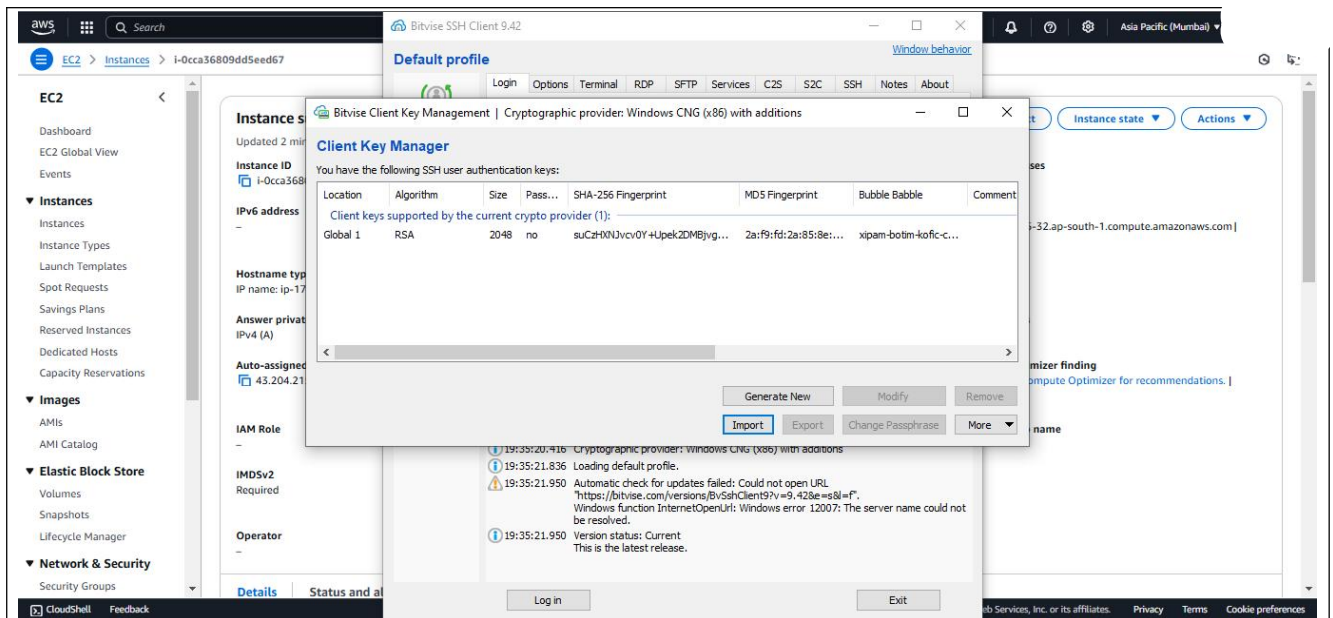 aws
Search
Asia Pacific (Mumbai)
EC2 > Instances > i-0cca36809dd5eed67
EC2
Dashboard
EC2 Global View
Events
Instances
Instances
Instance Types
Launch Templates
Spot Requests
Savings Plans
Reserved Instances
Dedicated Hosts
Capacity Reservations
Images
AMIs
AMI Catalog
Elastic Block Store
Volumes
Snapshots
Lifecycle Manager
Network & Security
Security Groups
Instance s
Updated 2 mi
Instance ID
i-0cca368
IPv6 address
–
Hostname typ
IP name: ip-17
Answer privat
IPv4 (A)
Auto-assigned
43.204.21
IAM Role
–
IMDSv2
Required
Operator
–
Details Status and al
Bitvise SSH Client 9.42
Window behavior
Default profile
Login Options Terminal RDP SFTP Services C2S S2C SSH Notes About
Bitvise Client Key Management | Cryptographic provider: Windows CNG (x86) with additions
Client Key Manager
You have the following SSH user authentication keys:
Location Algorithm Size Pass... SHA-256 Fingerprint MD5 Fingerprint Bubble Babble Comment
Client keys supported by the current crypto provider (1):
Global 1 RSA 2048 no suCzHXNJvcv0Y+Upek2DMBjvg... 2a:f9:fd:2a:85:8e:... xipam-botim-kofic-c...
Generate New Modify Remove
Import Export Change Passphrase More
19:35:20.416 Cryptographic provider: Windows CNG (x86) with additions
19:35:21.836 Loading default profile.
19:35:21.950 Automatic check for updates failed: Could not open URL
"https://bitvise.com/versions/BvSshClient9?v=9.42&e=s&l=f".
Windows function InternetOpenUrl: Windows error 12007: The server name could not
be resolved.
19:35:21.950 Version status: Current
This is the latest release.
Log in Exit
Instance state Actions
ses
-32.ap-south-1.compute.amazonaws.com |
mizer finding
ompute Optimizer for recommendations. |
name
CloudShell Feedback
eb Services, Inc. or its affiliates. Privacy Terms Cookie preferences